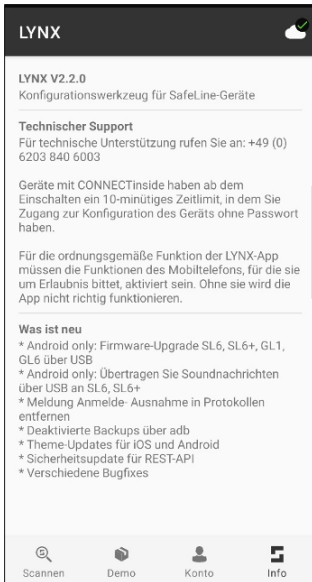 LYNX
LYNX V2.2.0
Konfigurationswerkzeug für SafeLine-Geräte
Technischer Support
Für technische Unterstützung rufen Sie an: +49 (0)
6203 840 6003
Geräte mit CONNECTinside haben ab dem
Einschalten ein 10-minütiges Zeitlimit, in dem Sie
Zugang zur Konfiguration des Geräts ohne Passwort
haben.
Für die ordnungsgemäße Funktion der LYNX-App
müssen die Funktionen des Mobiltelefons, für die sie
um Erlaubnis bittet, aktiviert sein. Ohne sie wird die
App nicht richtig funktionieren.
Was ist neu
* Android only: Firmware-Upgrade SL6, SL6+, GL1,
GL6 über USB
* Android only: Übertragen Sie Soundnachrichten
über USB an SL6, SL6+
* Meldung Anmelde- Ausnahme in Protokollen
entfernen
* Deaktivierte Backups über adb
* Theme-Updates für iOS und Android
* Sicherheitsupdate für REST-API
* Verschiedene Bugfixes
Scannen Demo Konto Info